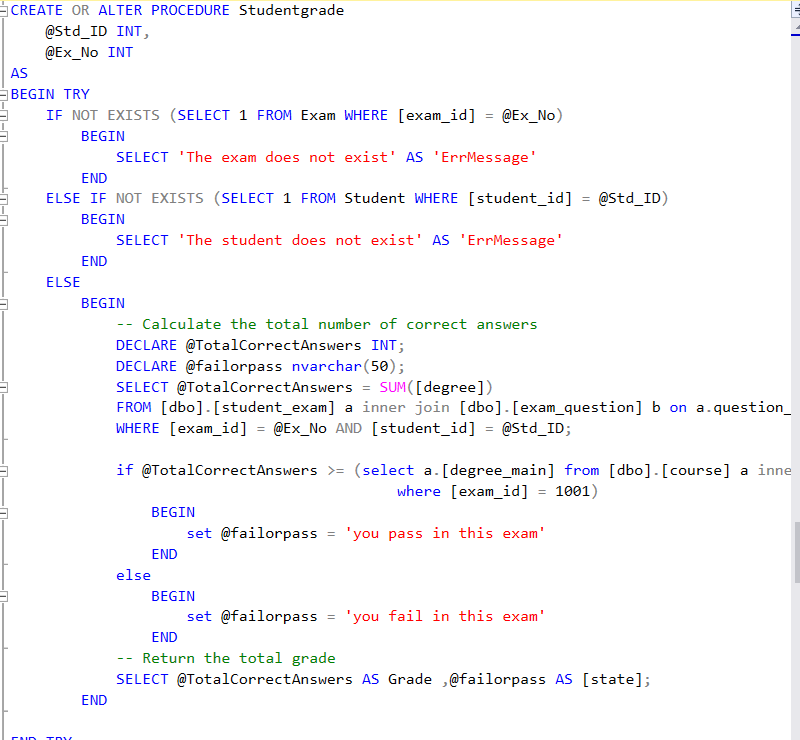 CREATE OR ALTER PROCEDURE Studentgrade
    @Std_ID INT,
    @Ex_No INT
AS
BEGIN TRY
    IF NOT EXISTS (SELECT 1 FROM Exam WHERE [exam_id] = @Ex_No)
        BEGIN
            SELECT 'The exam does not exist' AS 'ErrMessage'
        END
    ELSE IF NOT EXISTS (SELECT 1 FROM Student WHERE [student_id] = @Std_ID)
        BEGIN
            SELECT 'The student does not exist' AS 'ErrMessage'
        END
    ELSE
        BEGIN
            -- Calculate the total number of correct answers
            DECLARE @TotalCorrectAnswers INT;
            DECLARE @failorpass nvarchar(50);
            SELECT @TotalCorrectAnswers = SUM([degree])
            FROM [dbo].[student_exam] a inner join [dbo].[exam_question] b on a.question_
            WHERE [exam_id] = @Ex_No AND [student_id] = @Std_ID;

            if @TotalCorrectAnswers >= (select a.[degree_main] from [dbo].[course] a inne
                                            where [exam_id] = 1001)
                BEGIN
                    set @failorpass = 'you pass in this exam'
                END
            else
                BEGIN
                    set @failorpass = 'you fail in this exam'
                END
            -- Return the total grade
            SELECT @TotalCorrectAnswers AS Grade ,@failorpass AS [state];
        END

END TRY